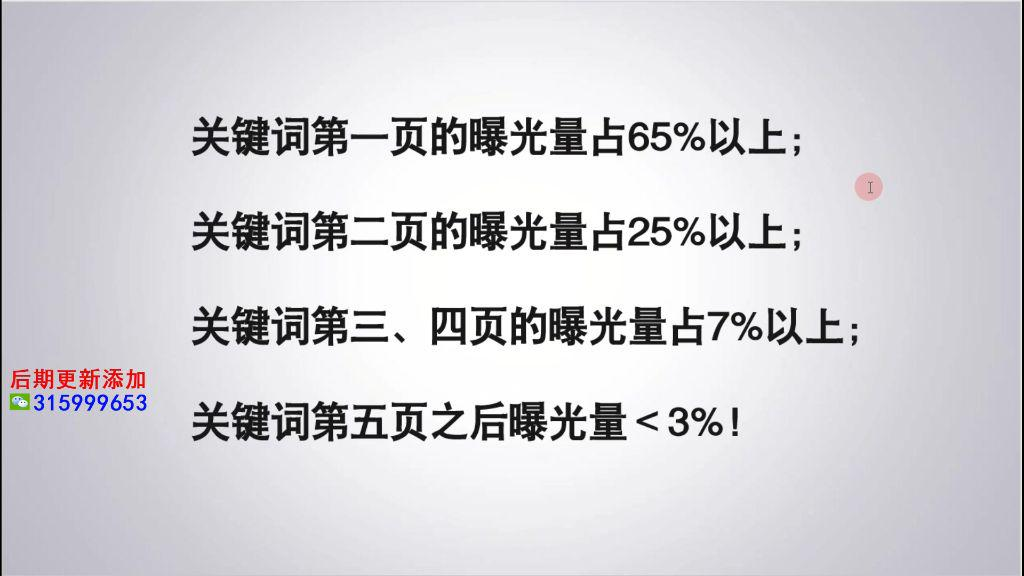 关键词第一页的曝光量占65%以上；
关键词第二页的曝光量占25%以上；
关键词第三、四页的曝光量占7%以上；
后期更新添加
315999653
关键词第五页之后曝光量＜3%！